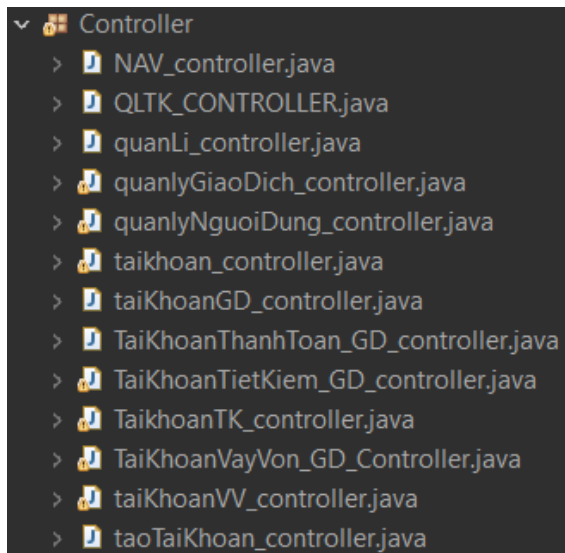 Controller
NAV_controller.java
QLTK_CONTROLLER.java
quanLi_controller.java
quanlyGiaoDich_controller.java
quanlyNguoiDung_controller.java
taikhoan_controller.java
taiKhoanGD_controller.java
TaiKhoanThanhToan_GD_controller.java
TaiKhoanTietKiem_GD_controller.java
TaikhoanTK_controller.java
TaiKhoanVayVon_GD_Controller.java
taiKhoanVV_controller.java
taoTaiKhoan_controller.java